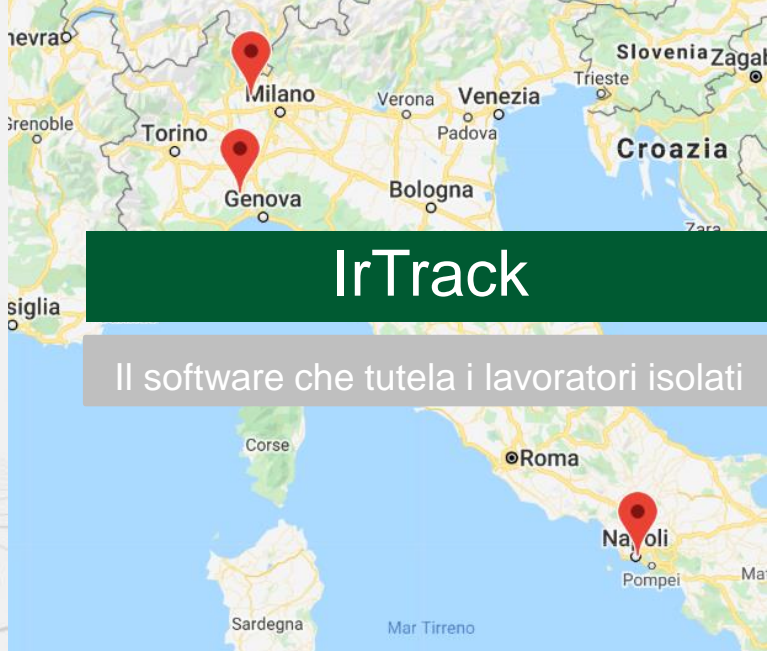 nevra
Slovenia
Zagab
Milano
Trieste
Verona
Venezia
Grenoble
Torino
Padova
Croazia
Bologna
Genova
Zara
IrTrack
siglia
Il software che tutela i lavoratori isolati
Corse
Roma
Napoli
Pompei
Mat
Sardegna
Mar Tirreno